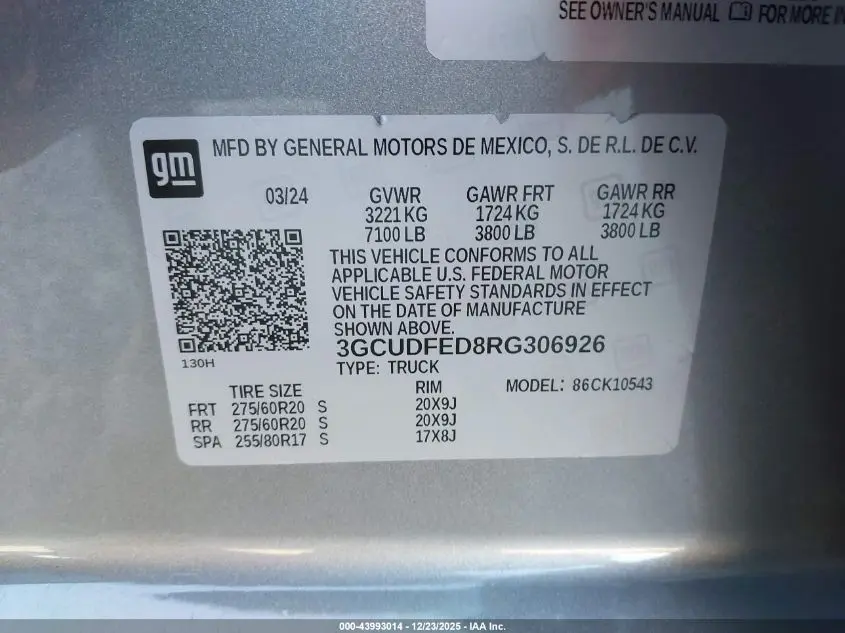 SEE OWNER'S MANUAL FOR MORE IN
gm MFD BY GENERAL MOTORS DE MEXICO, S. DE R.L. DE C.V.
03/24 GVWR GAWR FRT GAWR RR
3221 KG 1724 KG 1724 KG
7100 LB 3800 LB 3800 LB
THIS VEHICLE CONFORMS TO ALL
APPLICABLE U.S. FEDERAL MOTOR
VEHICLE SAFETY STANDARDS IN EFFECT
ON THE DATE OF MANUFACTURE
SHOWN ABOVE.
3GCUDFED8RG306926
130H
TYPE: TRUCK
TIRE SIZE RIM MODEL: 86CK10543
FRT 275/60R20 S 20X9J
RR 275/60R20 S 20X9J
SPA 255/80R17 S 17X8J
000-43993014 - 12/23/2025 - IAA Inc.